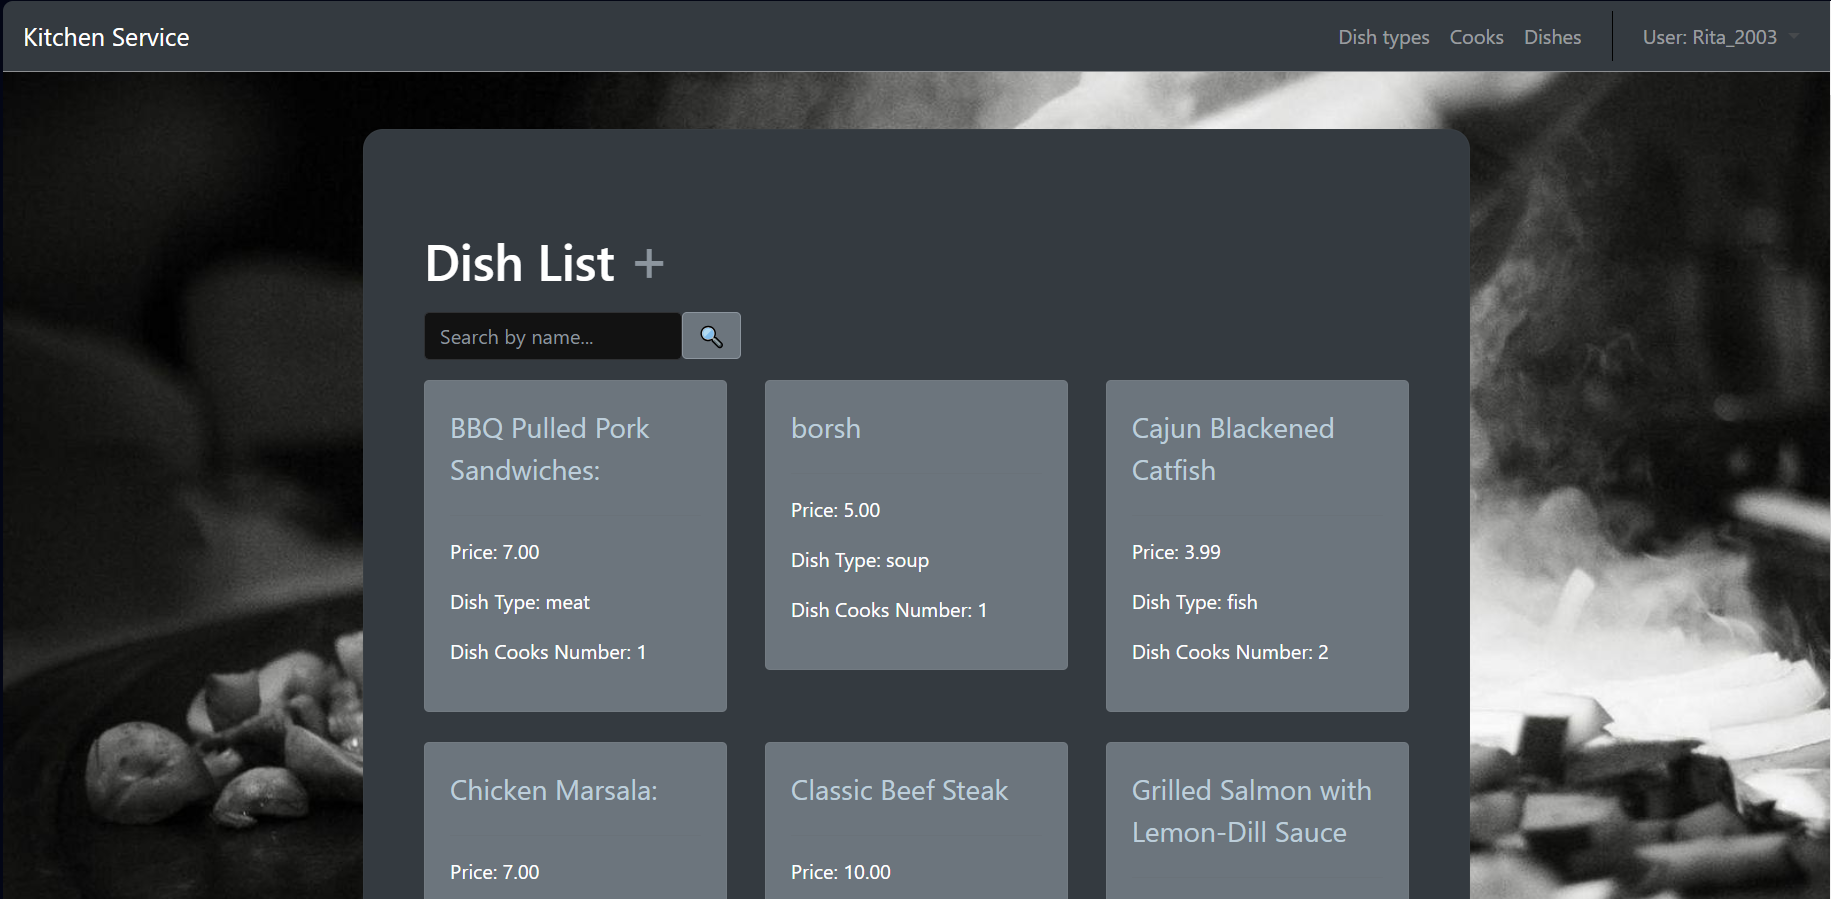 Kitchen Service
Dish types Cooks Dishes User: Rita_2003
Dish List +
Search by name...
BBQ Pulled Pork
Sandwiches:
Price: 7.00
Dish Type: meat
Dish Cooks Number: 1
borsh
Price: 5.00
Dish Type: soup
Dish Cooks Number: 1
Cajun Blackened
Catfish
Price: 3.99
Dish Type: fish
Dish Cooks Number: 2
Chicken Marsala:
Price: 7.00
Classic Beef Steak
Price: 10.00
Grilled Salmon with
Lemon-Dill Sauce